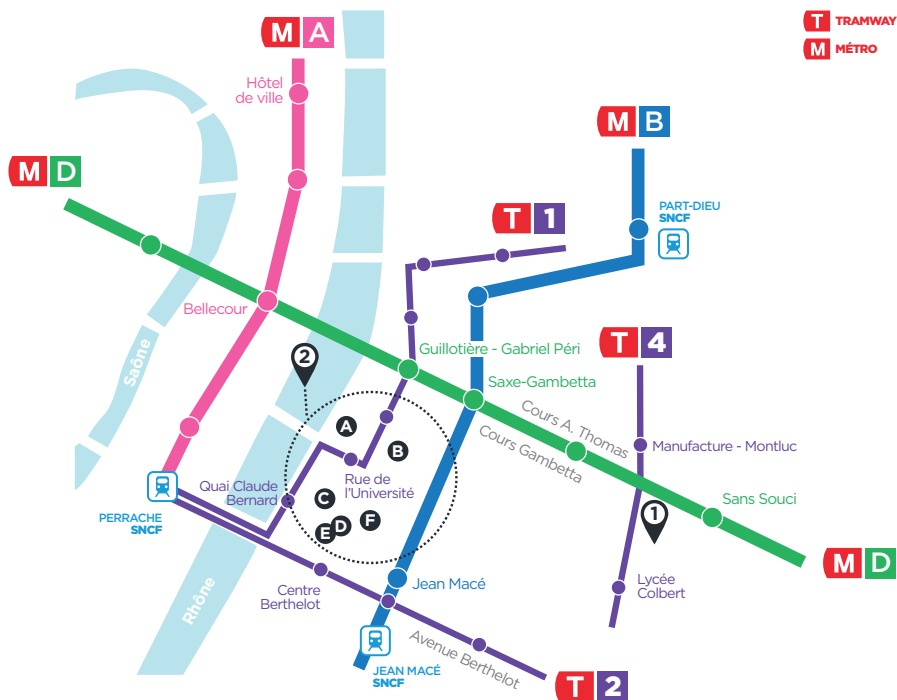 M A
T TRAMWAY
M MÉTRO
Hôtel
de ville
M B
M D
PART-DIEU
SNCF
T 1
Bellecour
T 4
Saône
2
Guillotière - Gabriel Péri
Saxe-Gambetta
Cours A. Thomas
Cours Gambetta
A
B
Manufacture - Montluc
Quai Claude
Bernard
Rue de
l'Université
C
D
E
F
Sans Souci
1
PERRACHE
SNCF
M D
Rhône
Centre
Berthelot
Jean Macé
Lycée
Colbert
Avenue Berthelot
JEAN MACÉ
SNCF
T 2